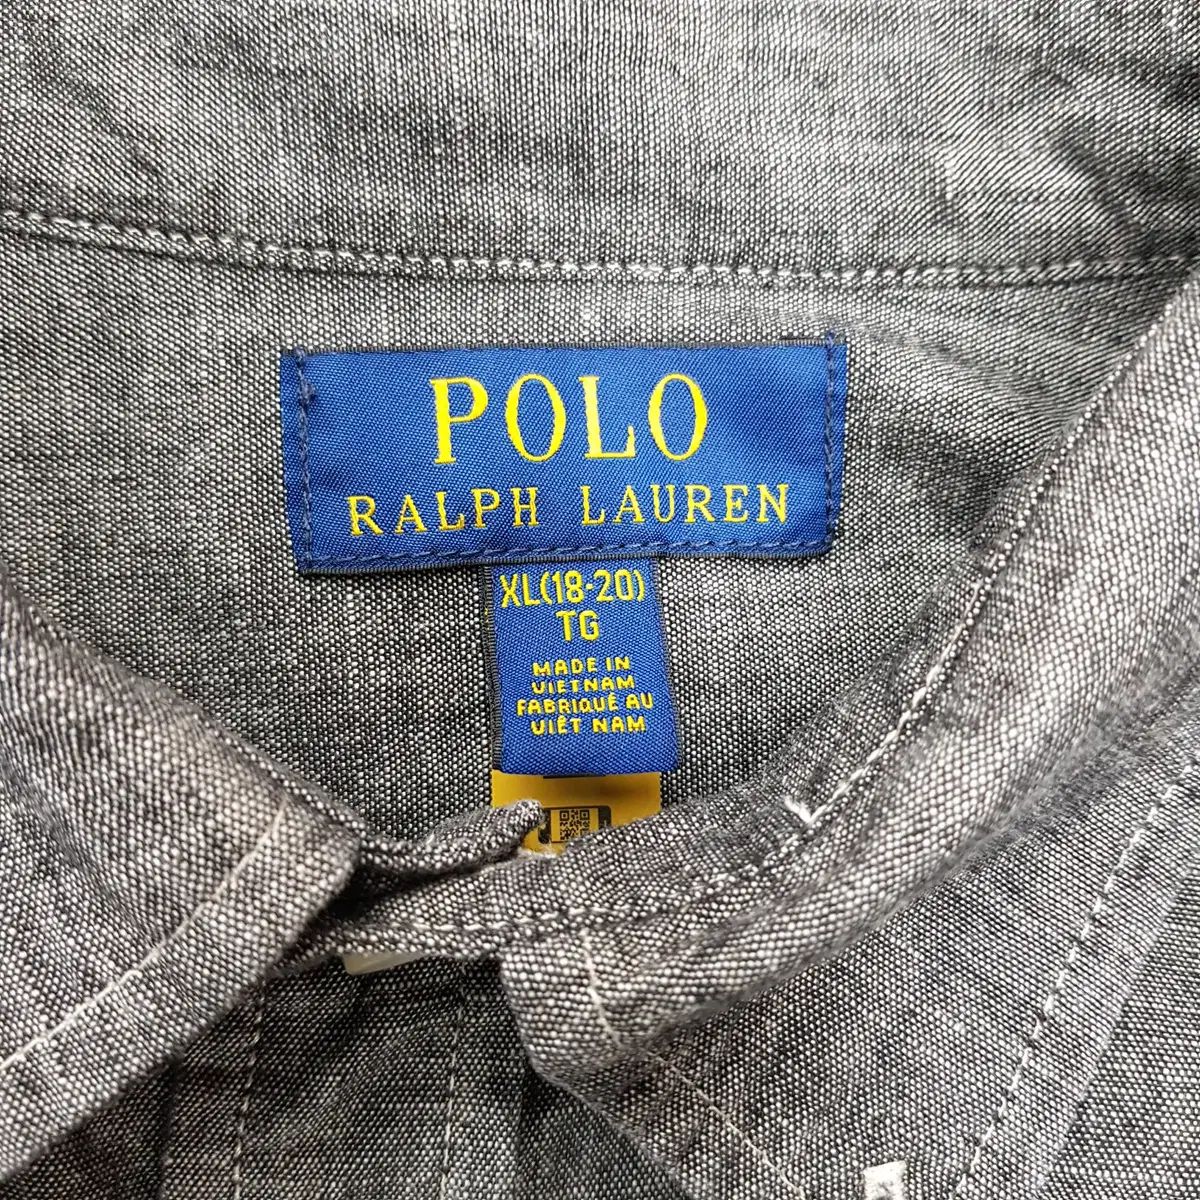 POLO
RALPH LAUREN
XL(18-20)
TG
MADE IN
VIETNAM
FABRIQUÉ AU
VIÊT NAM